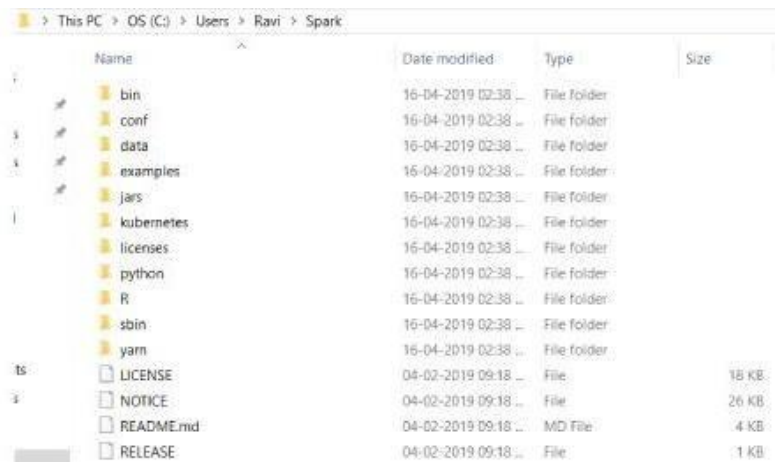 This PC > OS (C:) > Users > Ravi > Spark
Name Date modified Type Size
bin 16-04-2019 02:38 ... File folder
conf 16-04-2019 02:38 ... File folder
data 16-04-2019 02:38 ... File folder
examples 16-04-2019 02:38 ... File folder
jars 16-04-2019 02:38 ... File folder
kubernetes 16-04-2019 02:38 ... File folder
licenses 16-04-2019 02:38 ... File folder
python 16-04-2019 02:38 ... File folder
R 16-04-2019 02:38 ... File folder
sbin 16-04-2019 02:38 ... File folder
yarn 16-04-2019 02:38 ... File folder
ts LICENSE 04-02-2019 09:18 ... File 18 KB
s NOTICE 04-02-2019 09:18 ... File 26 KB
README.md 04-02-2019 09:18 ... MD File 4 KB
RELEASE 04-02-2019 09:18 ... File 1 KB